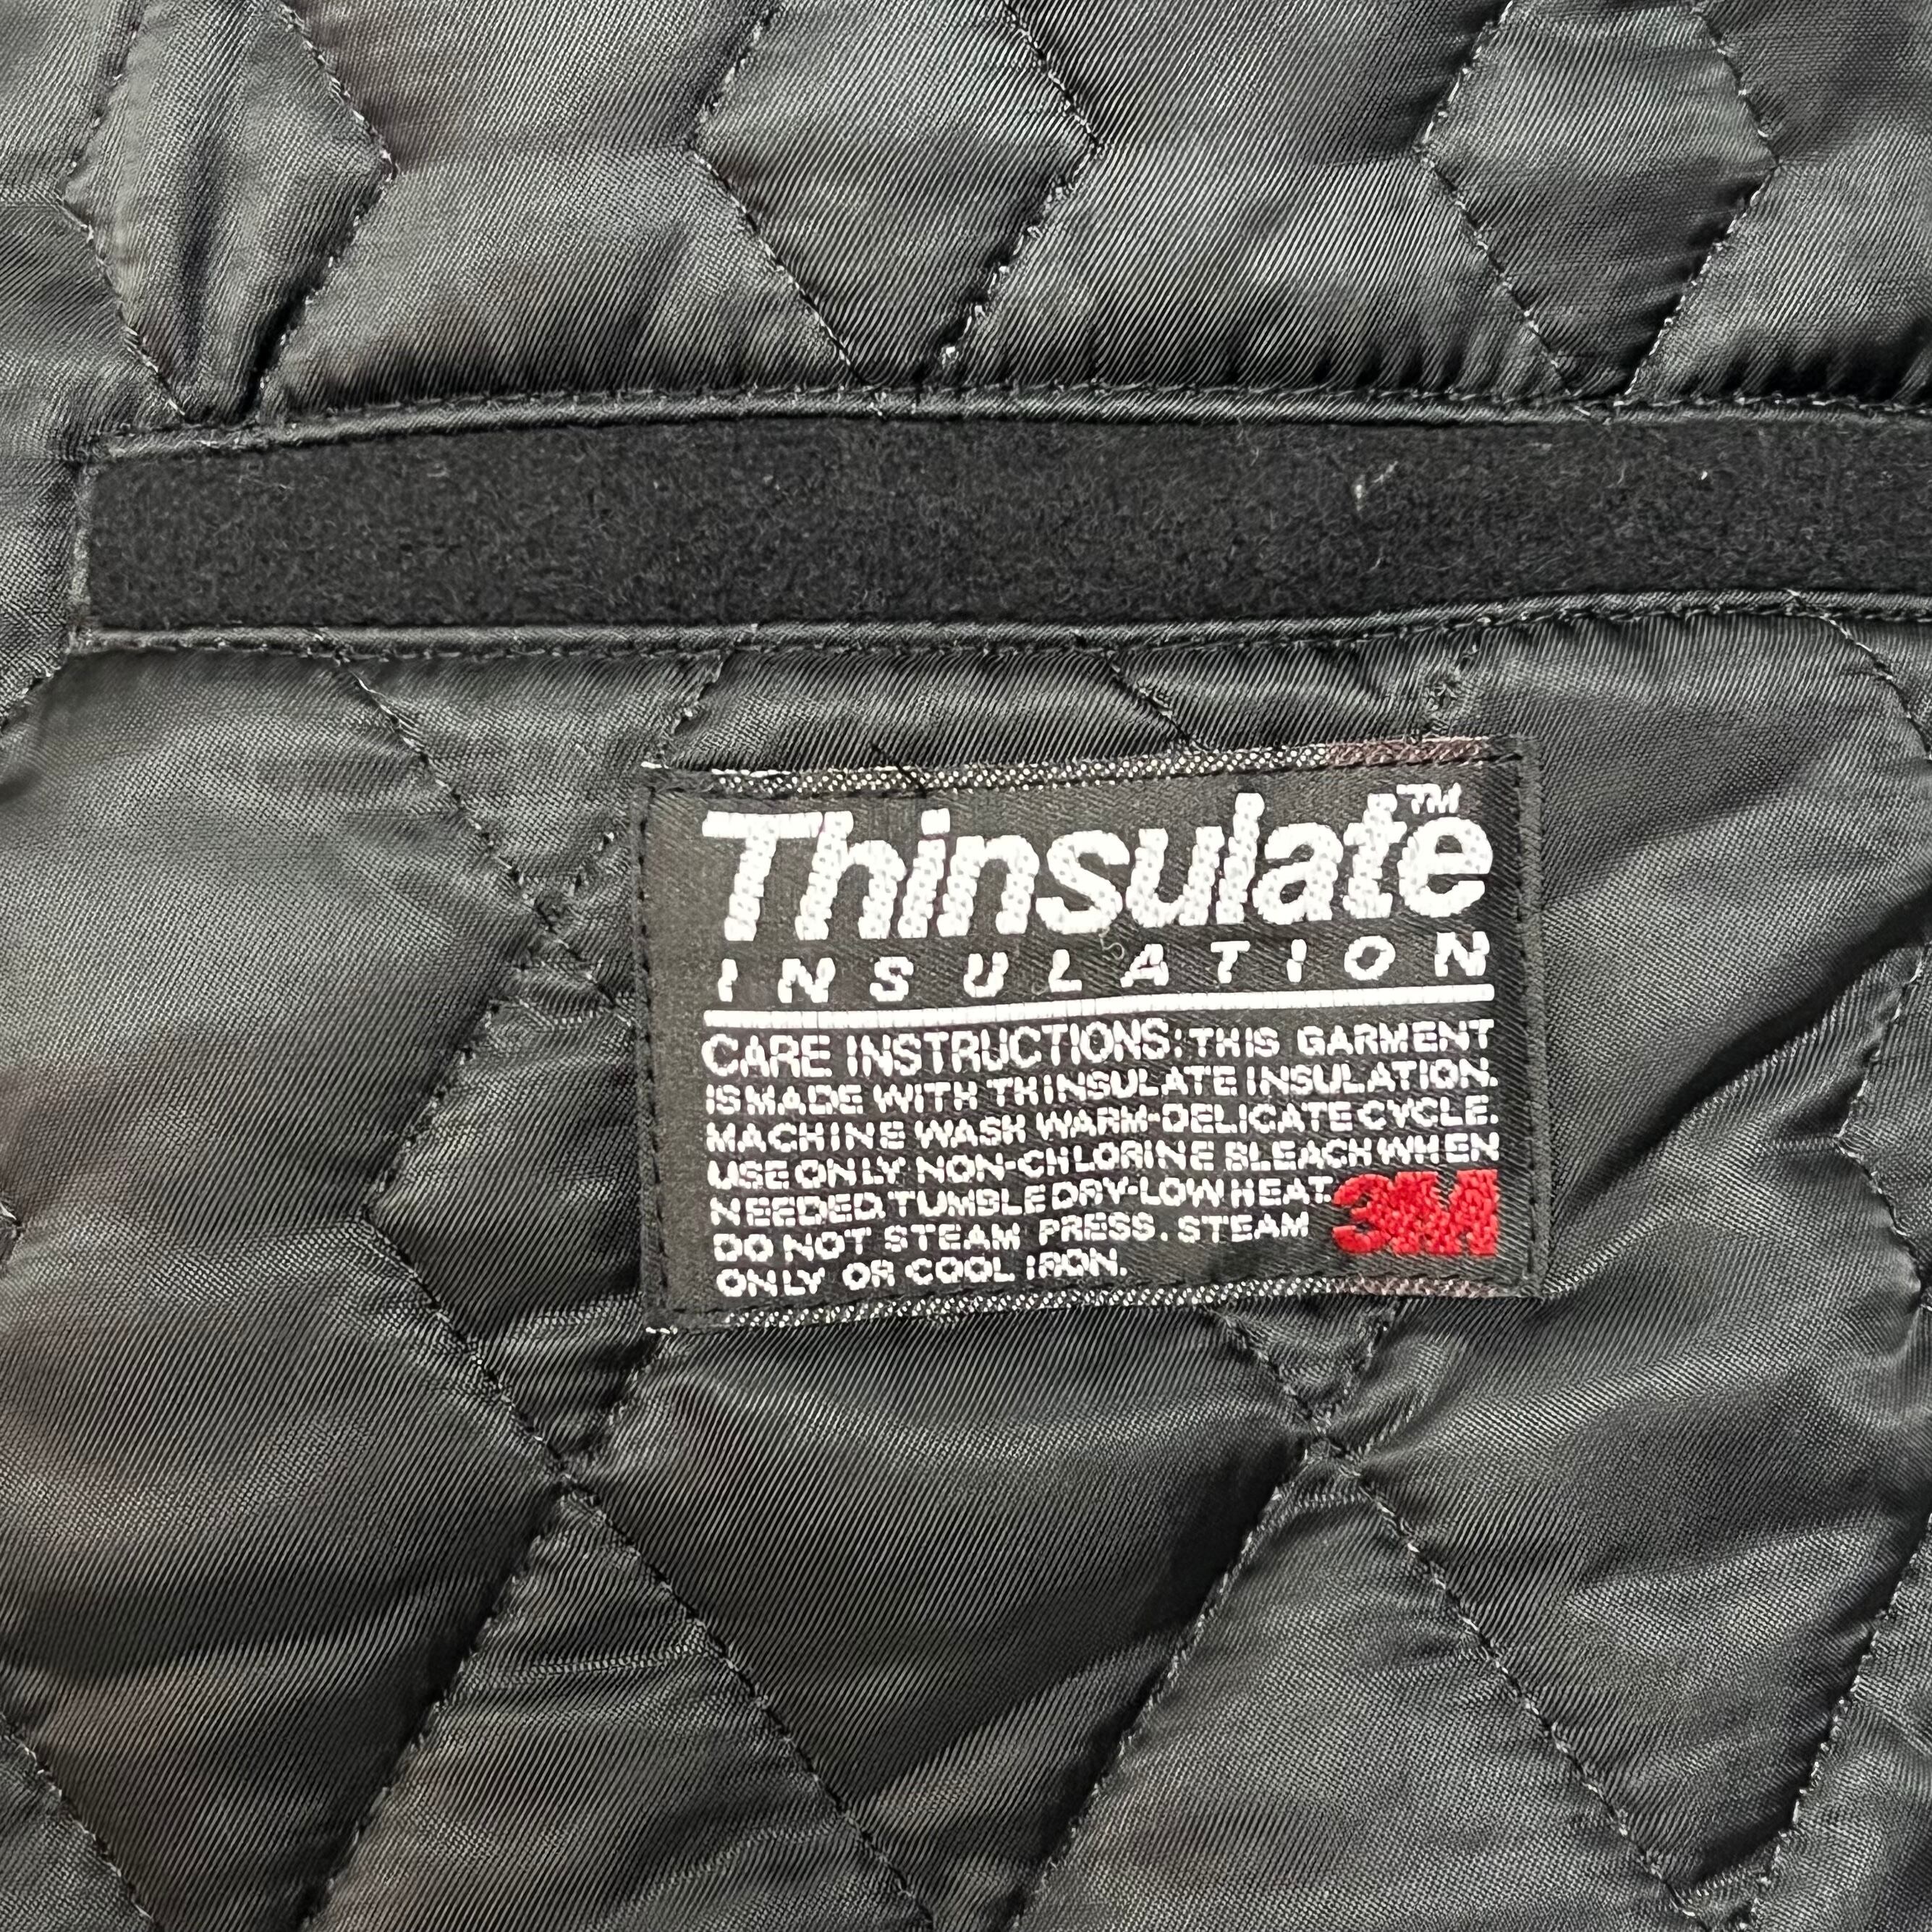 Thinsulate™
INSULATION
CARE INSTRUCTIONS: THIS GARMENT
IS MADE WITH THINSULATE INSULATION.
MACHINE WASH WARM-DELICATE CYCLE.
USE ONLY NON-CHLORINE BLEACH WHEN
NEEDED. TUMBLE DRY-LOW HEAT.
DO NOT STEAM PRESS. STEAM
ONLY OR COOL IRON.
3M